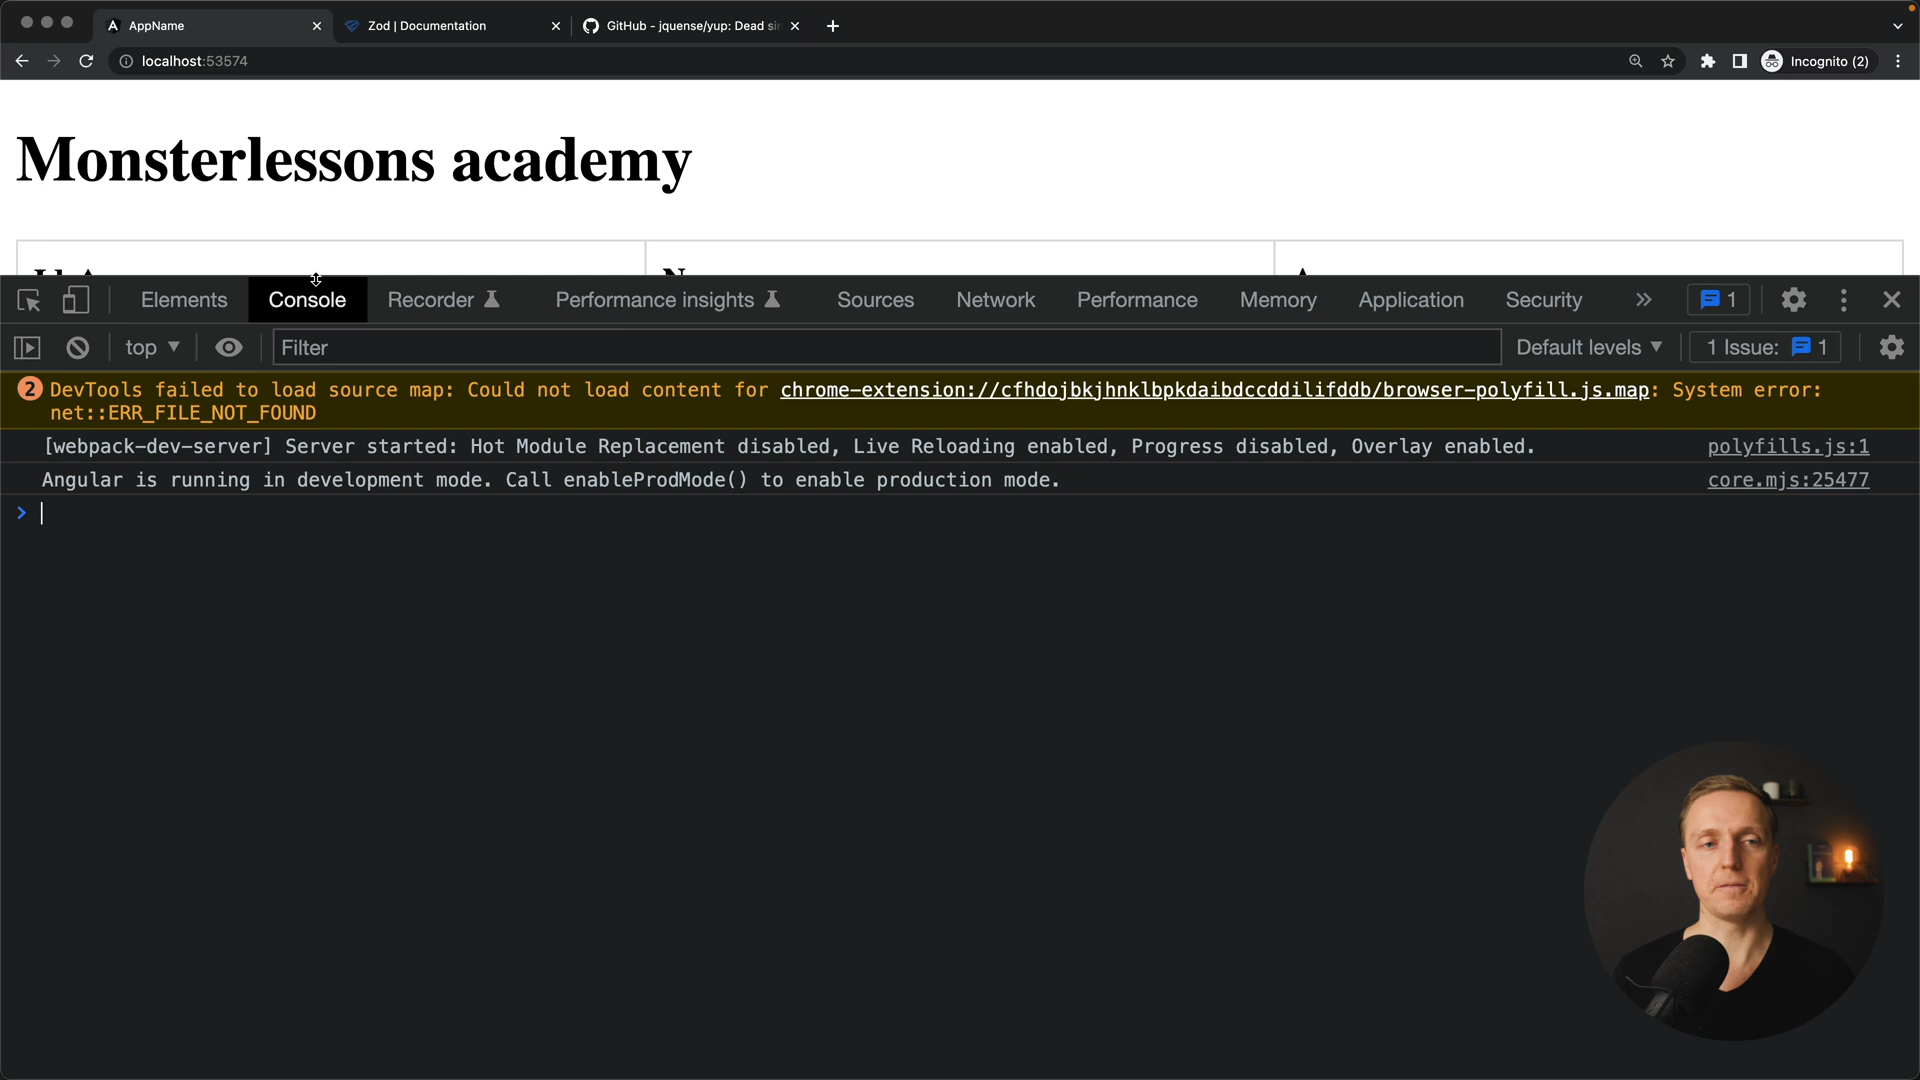 AppName
Zod | Documentation
GitHub - jquense/yup: Dead si
localhost:53574
Incognito (2)
Monsterlessons academy
Elements
Console
Recorder
Performance insights
Sources
Network
Performance
Memory
Application
Security
1
top
Filter
Default levels
1 Issue: 1
2 DevTools failed to load source map: Could not load content for chrome-extension://cfhdojbkjhnklbpkdaibdccddilifddb/browser-polyfill.js.map: System error:
net::ERR_FILE_NOT_FOUND
[webpack-dev-server] Server started: Hot Module Replacement disabled, Live Reloading enabled, Progress disabled, Overlay enabled. polyfills.js:1
Angular is running in development mode. Call enableProdMode() to enable production mode. core.mjs:25477